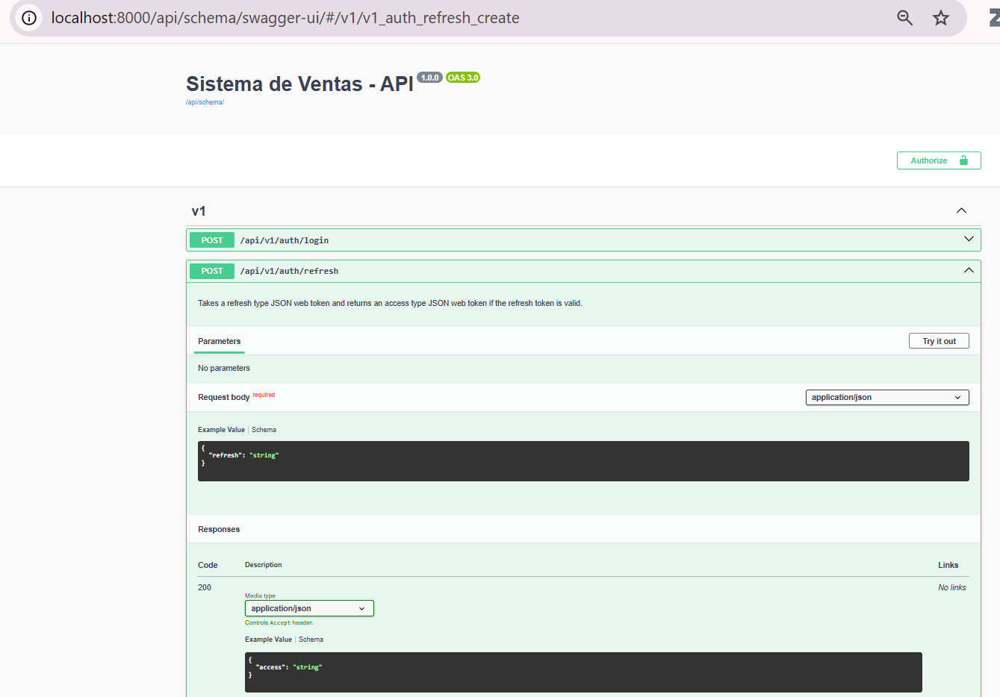 localhost:8000/api/schema/swagger-ui/#/v1/v1_auth_refresh_create
Sistema de Ventas - API 1.0.0 OAS 3.0
/api/schema/
Authorize
v1
POST /api/v1/auth/login
POST /api/v1/auth/refresh
Takes a refresh type JSON web token and returns an access type JSON web token if the refresh token is valid.
Parameters Try it out
No parameters
Request body required application/json
Example Value | Schema
{
"refresh": "string"
}
Responses
Code Description Links
200 No links
Media type
application/json
Controls Accept header.
Example Value | Schema
{
"access": "string"
}